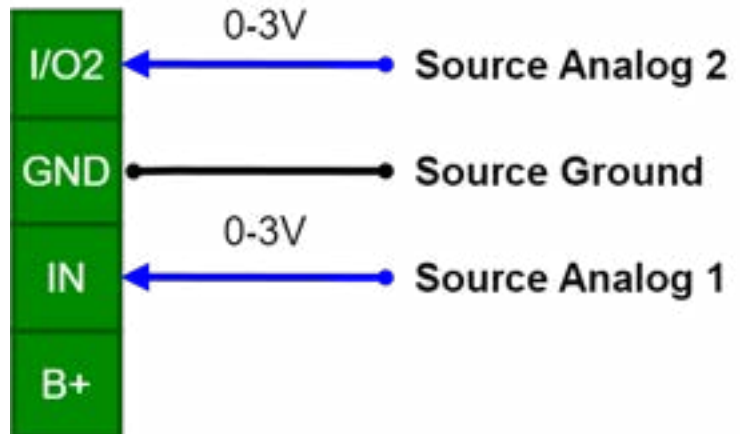 0-3V
I/O2 Source Analog 2
GND Source Ground
0-3V
IN Source Analog 1
B+